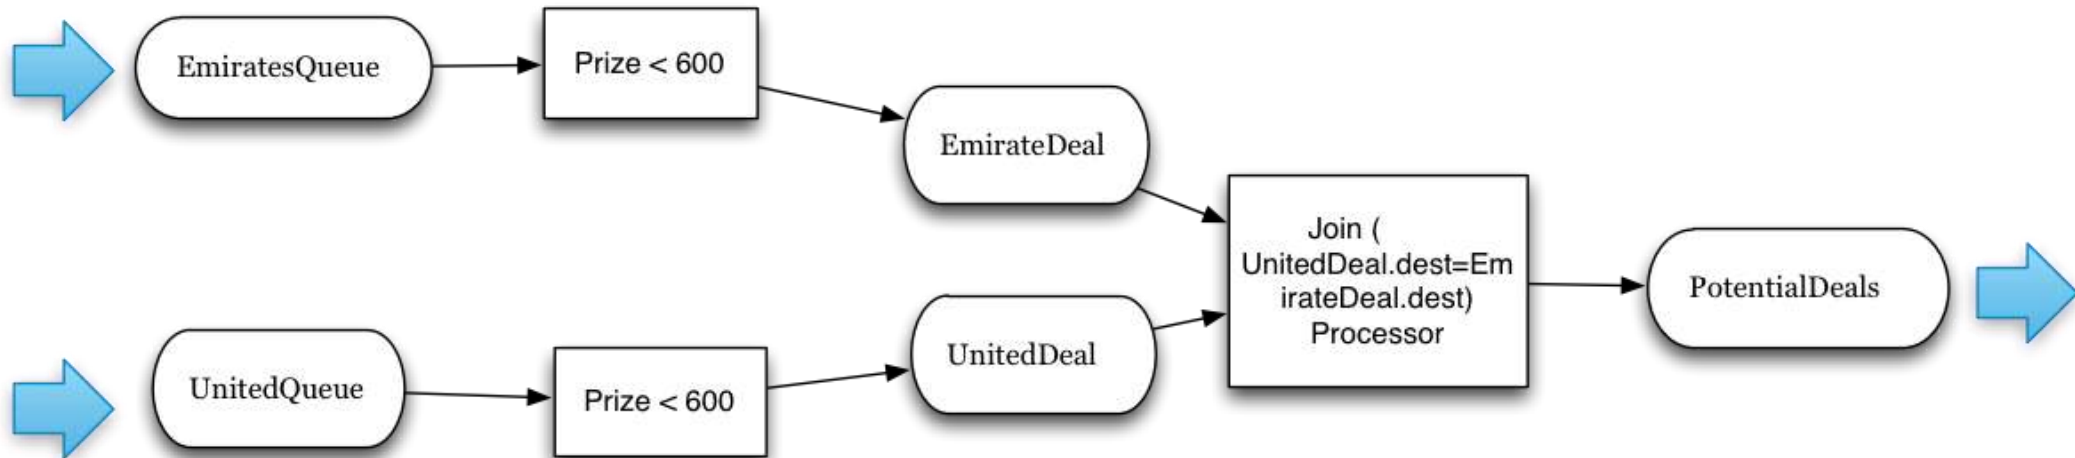 EmiratesQueue
Prize < 600
EmirateDeal
Join (
UnitedDeal.dest=Em
irateDeal.dest)
Processor
PotentialDeals
UnitedQueue
Prize < 600
UnitedDeal